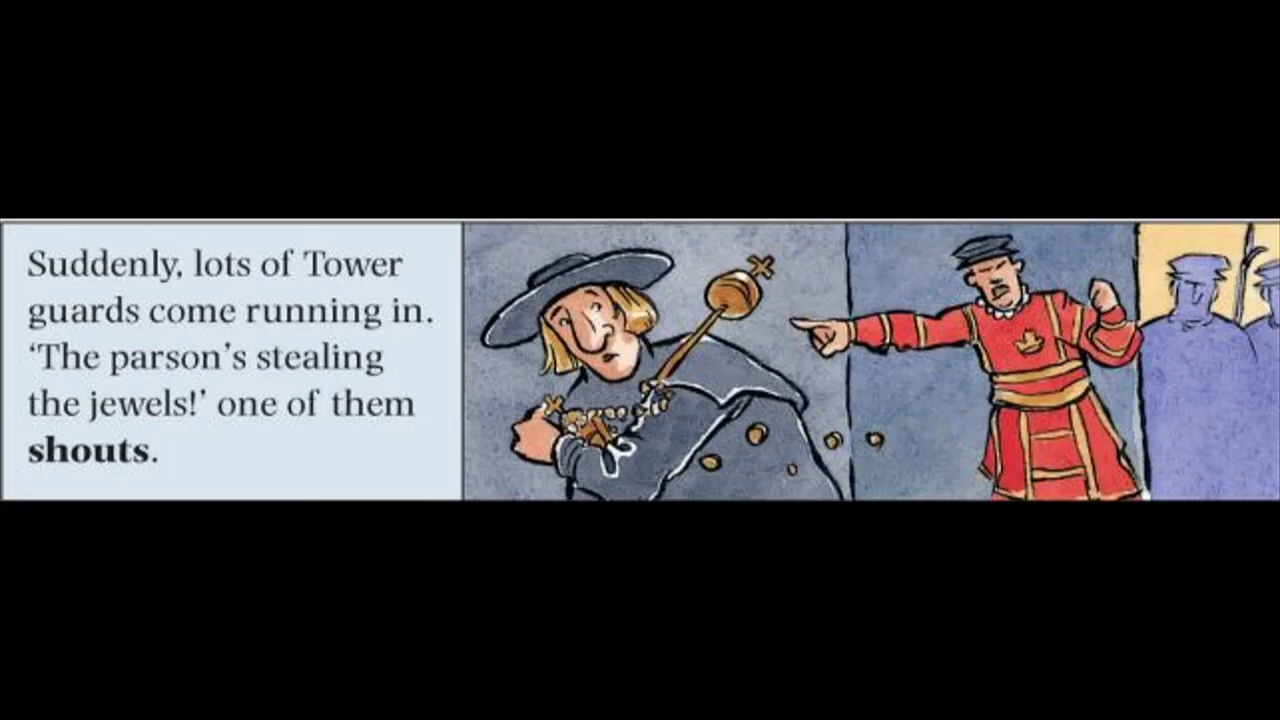 Suddenly, lots of Tower
guards come running in.
‘The parson’s stealing
the jewels!’ one of them
shouts.